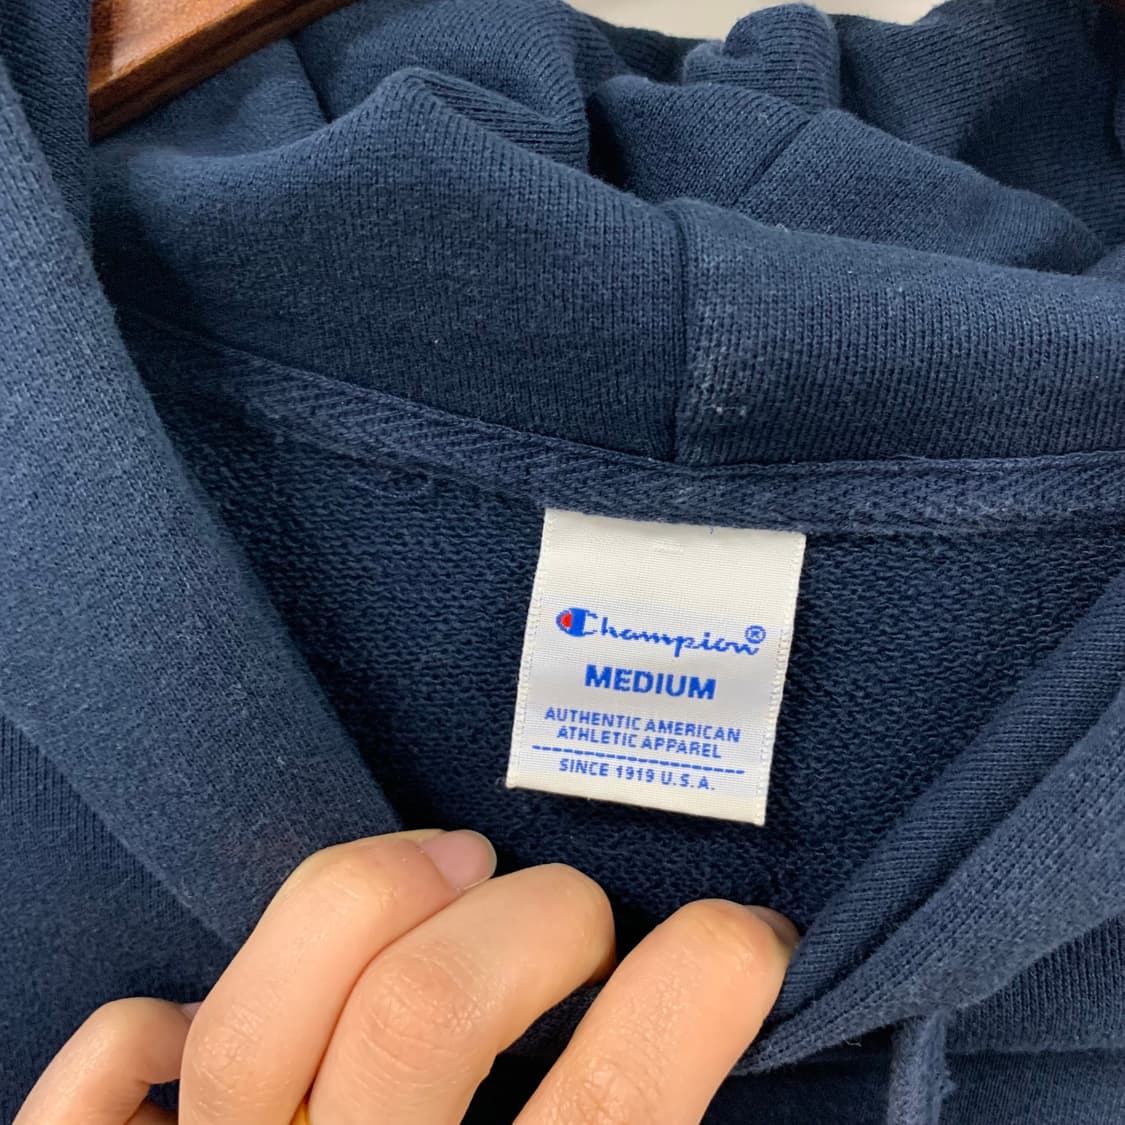 Champion®
MEDIUM
AUTHENTIC AMERICAN
ATHLETIC APPAREL
SINCE 1919 U.S.A.